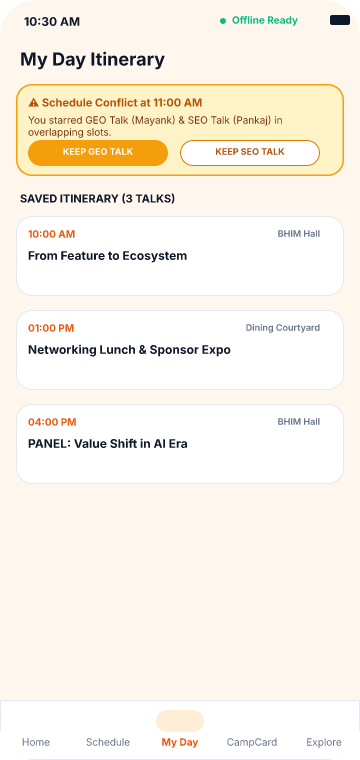 10:30 AM
Offline Ready
My Day Itinerary
⚠ Schedule Conflict at 11:00 AM
You starred GEO Talk (Mayank) & SEO Talk (Pankaj) in
overlapping slots.
KEEP GEO TALK
KEEP SEO TALK
SAVED ITINERARY (3 TALKS)
10:00 AM
BHIM Hall
From Feature to Ecosystem
01:00 PM
Dining Courtyard
Networking Lunch & Sponsor Expo
04:00 PM
BHIM Hall
PANEL: Value Shift in AI Era
Home
Schedule
My Day
CampCard
Explore